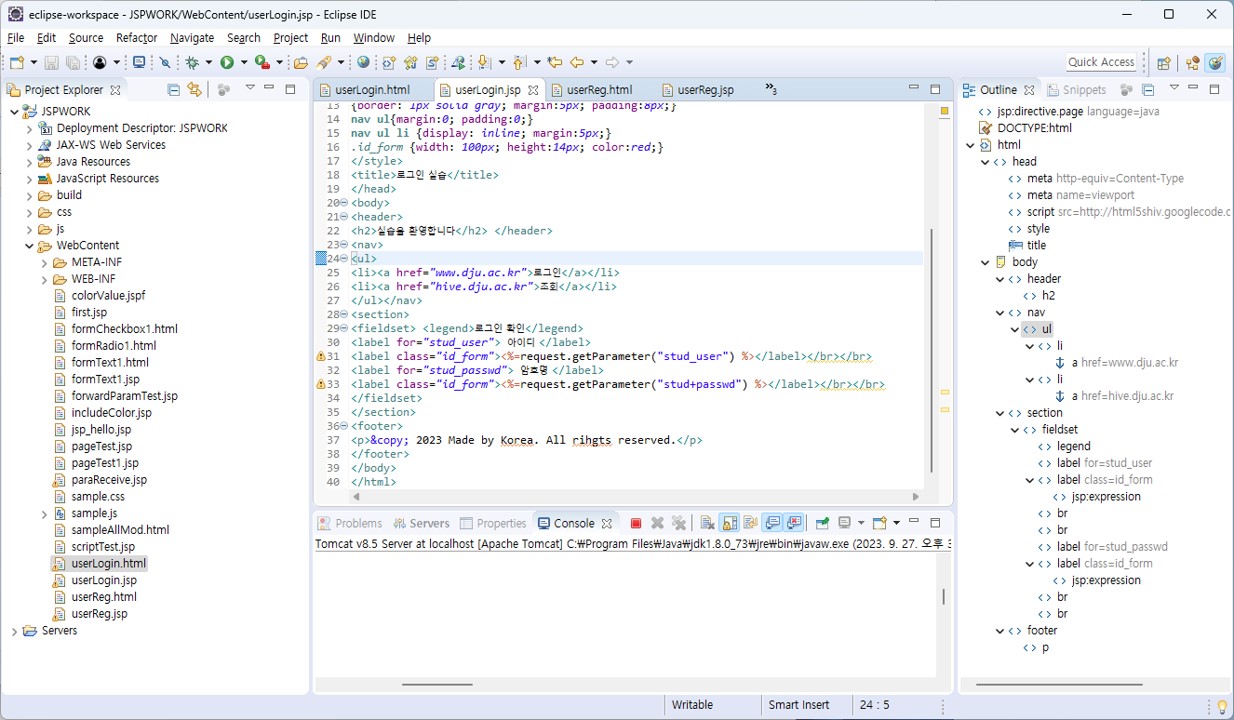 eclipse-workspace - JSPWORK/WebContent/userLogin.jsp - Eclipse IDE
File Edit Source Refactor Navigate Search Project Run Window Help
Quick Access
Project Explorer
JSPWORK
Deployment Descriptor: JSPWORK
JAX-WS Web Services
Java Resources
JavaScript Resources
build
css
js
WebContent
META-INF
WEB-INF
colorValue.jspf
first.jsp
formCheckbox1.html
formRadio1.html
formText1.html
formText1.jsp
forwardParamTest.jsp
includeColor.jsp
jsp_hello.jsp
pageTest.jsp
pageTest1.jsp
paraReceive.jsp
sample.css
sample.js
sampleAllMod.html
scriptTest.jsp
userLogin.html
userLogin.jsp
userReg.html
userReg.jsp
Servers
userLogin.html userLogin.jsp userReg.html userReg.jsp »3
13 {border: 1px solid gray; margin:5px; padding:8px;}
14 nav ul{margin:0; padding:0;}
15 nav ul li {display: inline; margin:5px;}
16 .id_form {width: 100px; height:14px; color:red;}
17 </style>
18 <title>로그인 실습</title>
19 </head>
20 <body>
21 <header>
22 <h2>실습을 환영합니다</h2> </header>
23 <nav>
24 <ul>
25 <li><a href="www.dju.ac.kr">로그인</a></li>
26 <li><a href="hive.dju.ac.kr">조회</a></li>
27 </ul></nav>
28 <section>
29 <fieldset> <legend>로그인 확인</legend>
30 <label for="stud_user"> 아이디 </label>
31 <label class="id_form"><%=request.getParameter("stud_user") %></label></br></br>
32 <label for="stud_passwd"> 암호명 </label>
33 <label class="id_form"><%=request.getParameter("stud+passwd") %></label></br></br>
34 </fieldset>
35 </section>
36 <footer>
37 <p>&copy; 2023 Made by Korea. All rihgts reserved.</p>
38 </footer>
39 </body>
40 </html>
Problems Servers Properties Console
Tomcat v8.5 Server at localhost [Apache Tomcat] C:₩Program Files₩Java₩jdk1.8.0_73₩jre₩bin₩javaw.exe (2023. 9. 27. 오후 3
Outline Snippets
jsp:directive.page language=java
DOCTYPE:html
html
head
meta http-equiv=Content-Type
meta name=viewport
script src=http://html5shiv.googlecode.c
style
title
body
header
h2
nav
ul
li
a href=www.dju.ac.kr
li
a href=hive.dju.ac.kr
section
fieldset
legend
label for=stud_user
label class=id_form
jsp:expression
br
br
label for=stud_passwd
label class=id_form
jsp:expression
br
br
footer
p
Writable Smart Insert 24 : 5